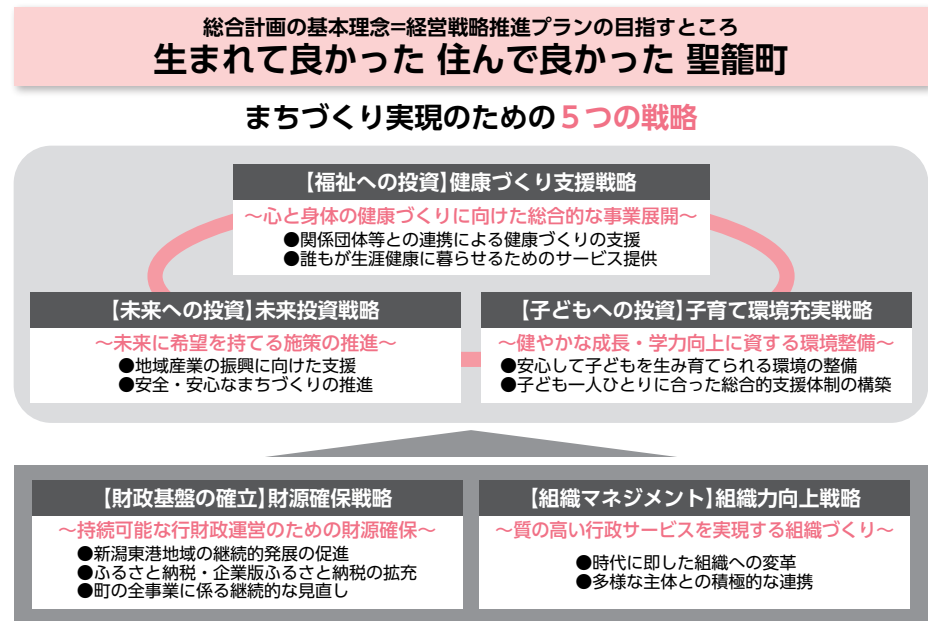 総合計画の基本理念=経営戦略推進プランの目指すところ
生まれて良かった 住んで良かった 聖籠町
まちづくり実現のための5つの戦略
【福祉への投資】健康づくり支援戦略
～心と身体の健康づくりに向けた総合的な事業展開～
●関係団体等との連携による健康づくりの支援
●誰もが生涯健康に暮らせるためのサービス提供
【未来への投資】未来投資戦略
～未来に希望を持てる施策の推進～
●地域産業の振興に向けた支援
●安全・安心なまちづくりの推進
【子どもへの投資】子育て環境充実戦略
～健やかな成長・学力向上に資する環境整備～
●安心して子どもを生み育てられる環境の整備
●子ども一人ひとりに合った総合的支援体制の構築
【財政基盤の確立】財源確保戦略
～持続可能な行財政運営のための財源確保～
●新潟東港地域の継続的発展の促進
●ふるさと納税・企業版ふるさと納税の拡充
●町の全事業に係る継続的な見直し
【組織マネジメント】組織力向上戦略
～質の高い行政サービスを実現する組織づくり～
●時代に即した組織への変革
●多様な主体との積極的な連携